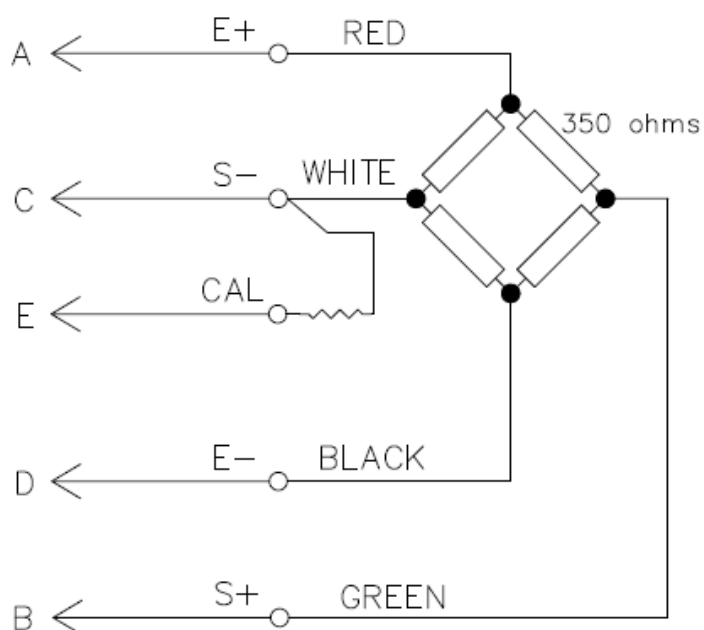 A E+ RED
350 ohms
C S- WHITE
E CAL
D E- BLACK
B S+ GREEN